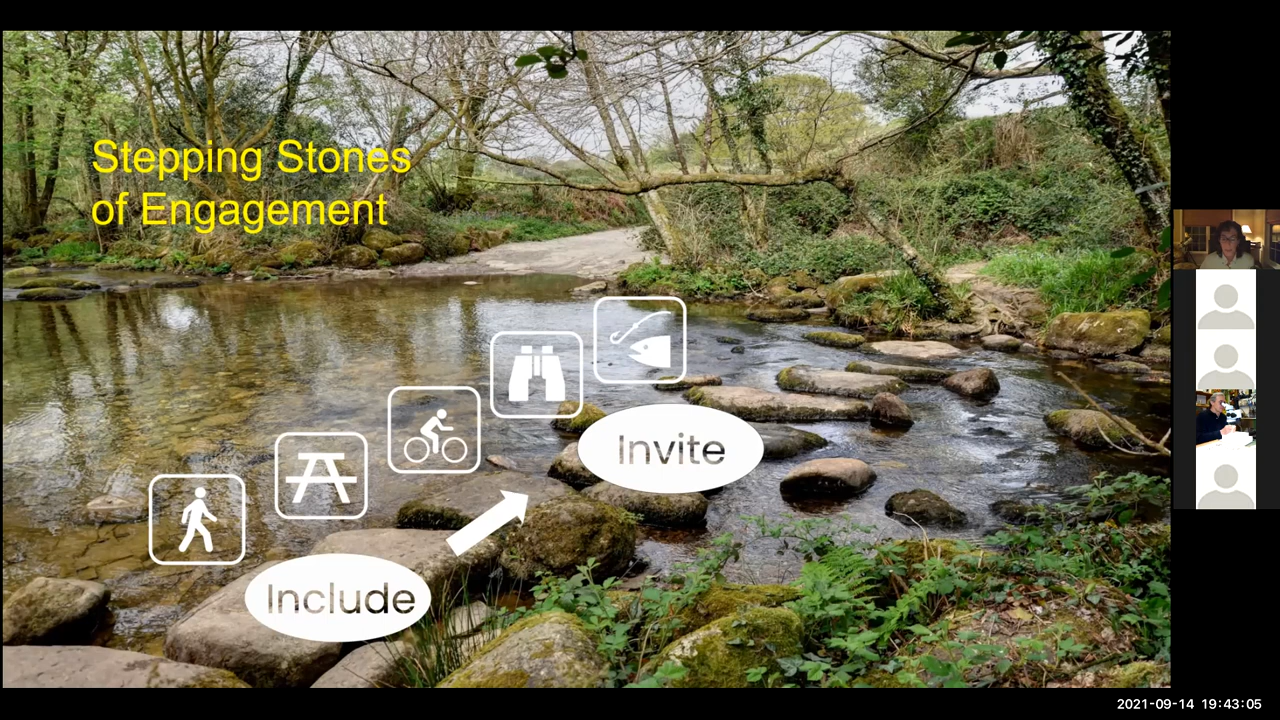 Stepping Stones
of Engagement
Invite
Include
2021-09-14 19:43:05